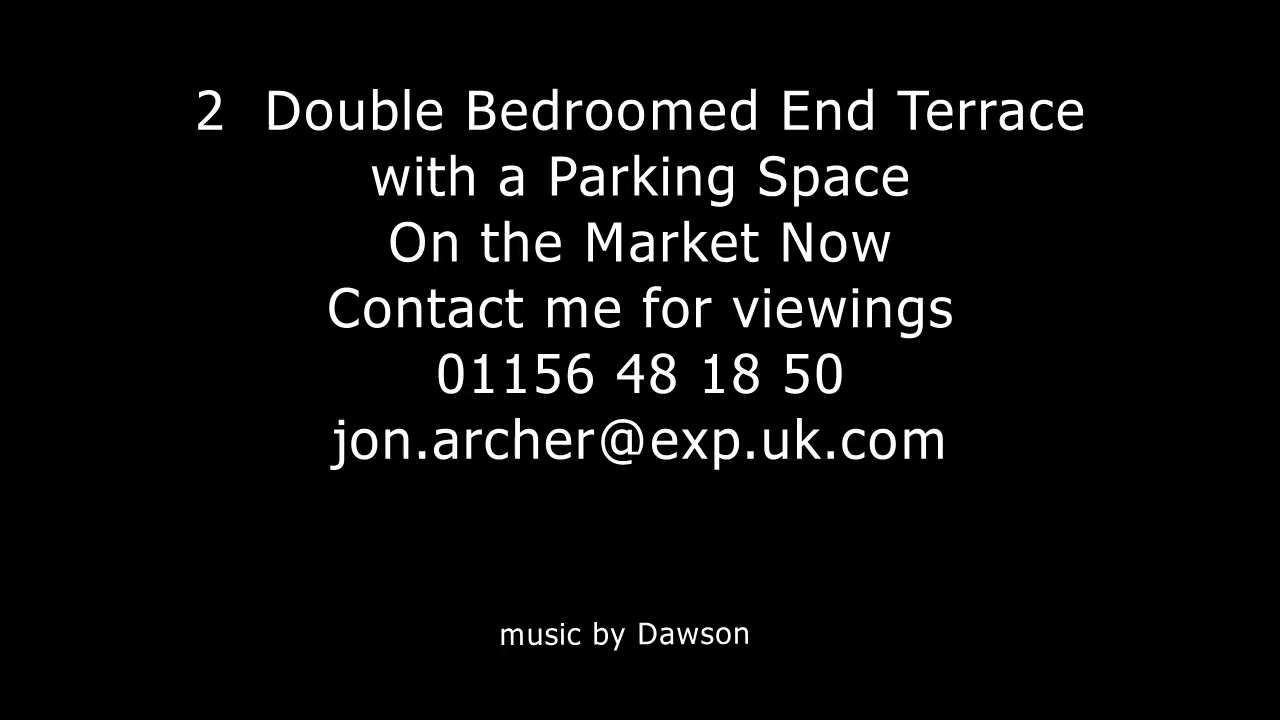 2  Double Bedroomed End Terrace
with a Parking Space
On the Market Now
Contact me for viewings
01156 48 18 50
jon.archer@exp.uk.com
music by Dawson